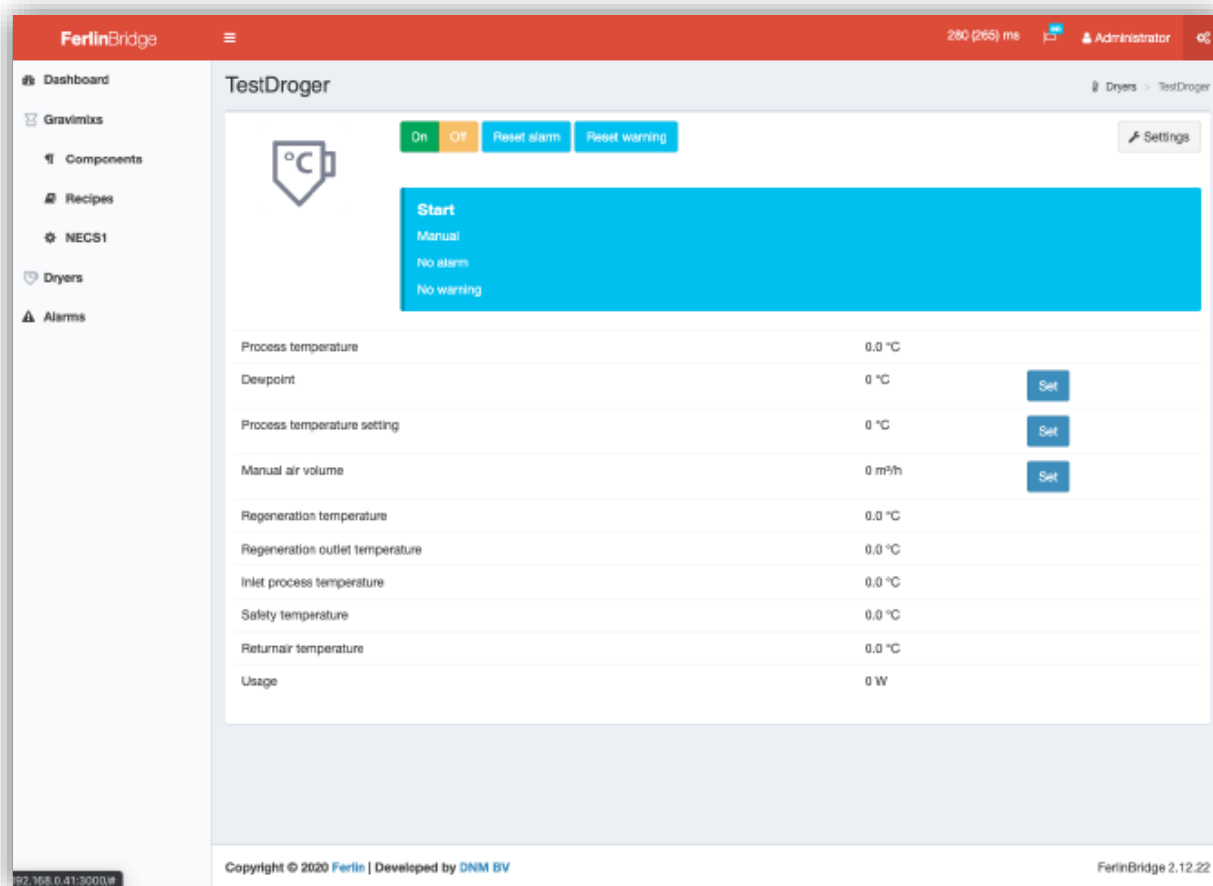 FerlinBridge 280 (265) ms Administrator
Dashboard
Gravimixs
Components
Recipes
NECS1
Dryers
Alarms
TestDroger Dryers > TestDroger
°C
On Off Reset alarm Reset warning Settings
Start
Manual
No alarm
No warning
Process temperature 0.0 °C
Dewpoint 0 °C Set
Process temperature setting 0 °C Set
Manual air volume 0 m³/h Set
Regeneration temperature 0.0 °C
Regeneration outlet temperature 0.0 °C
Inlet process temperature 0.0 °C
Safety temperature 0.0 °C
Returnair temperature 0.0 °C
Usage 0 W
Copyright © 2020 Ferlin | Developed by DNM BV FerlinBridge 2.12.22
92.168.0.41:3000/#